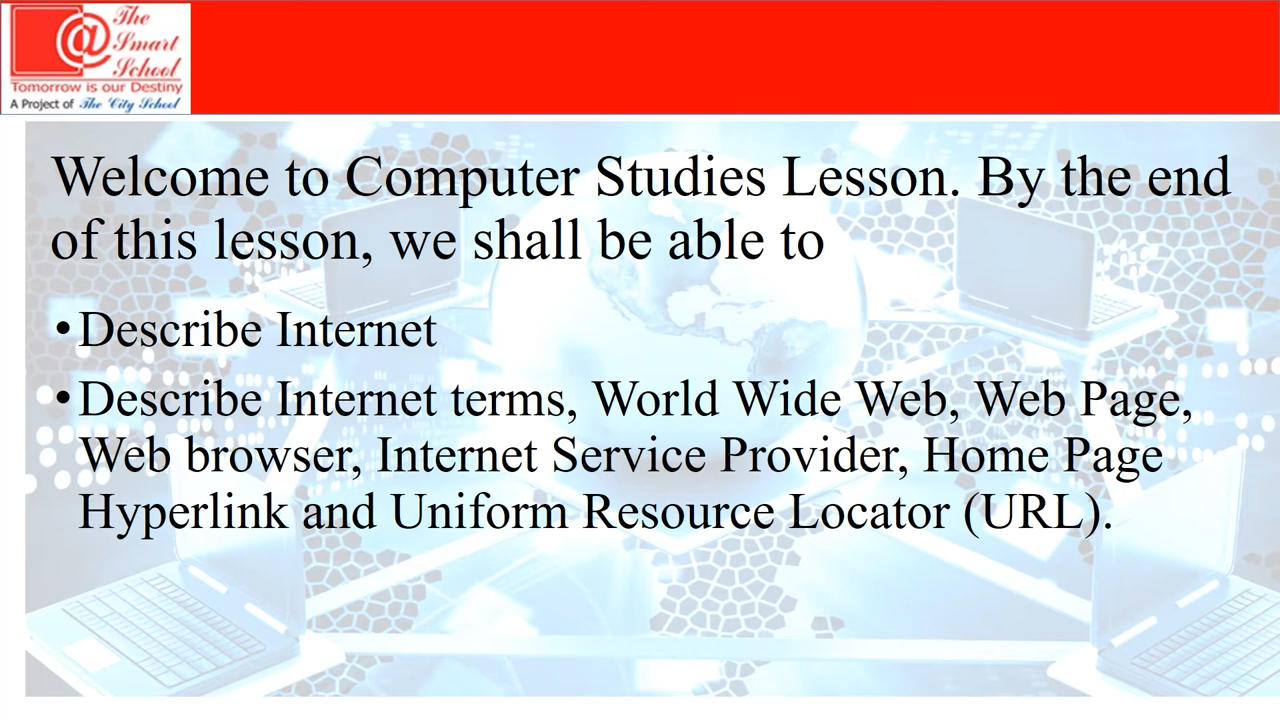 The
Smart
School
Tomorrow is our Destiny
A Project of The City School
Welcome to Computer Studies Lesson. By the end
of this lesson, we shall be able to
•Describe Internet
•Describe Internet terms, World Wide Web, Web Page,
Web browser, Internet Service Provider, Home Page
Hyperlink and Uniform Resource Locator (URL).